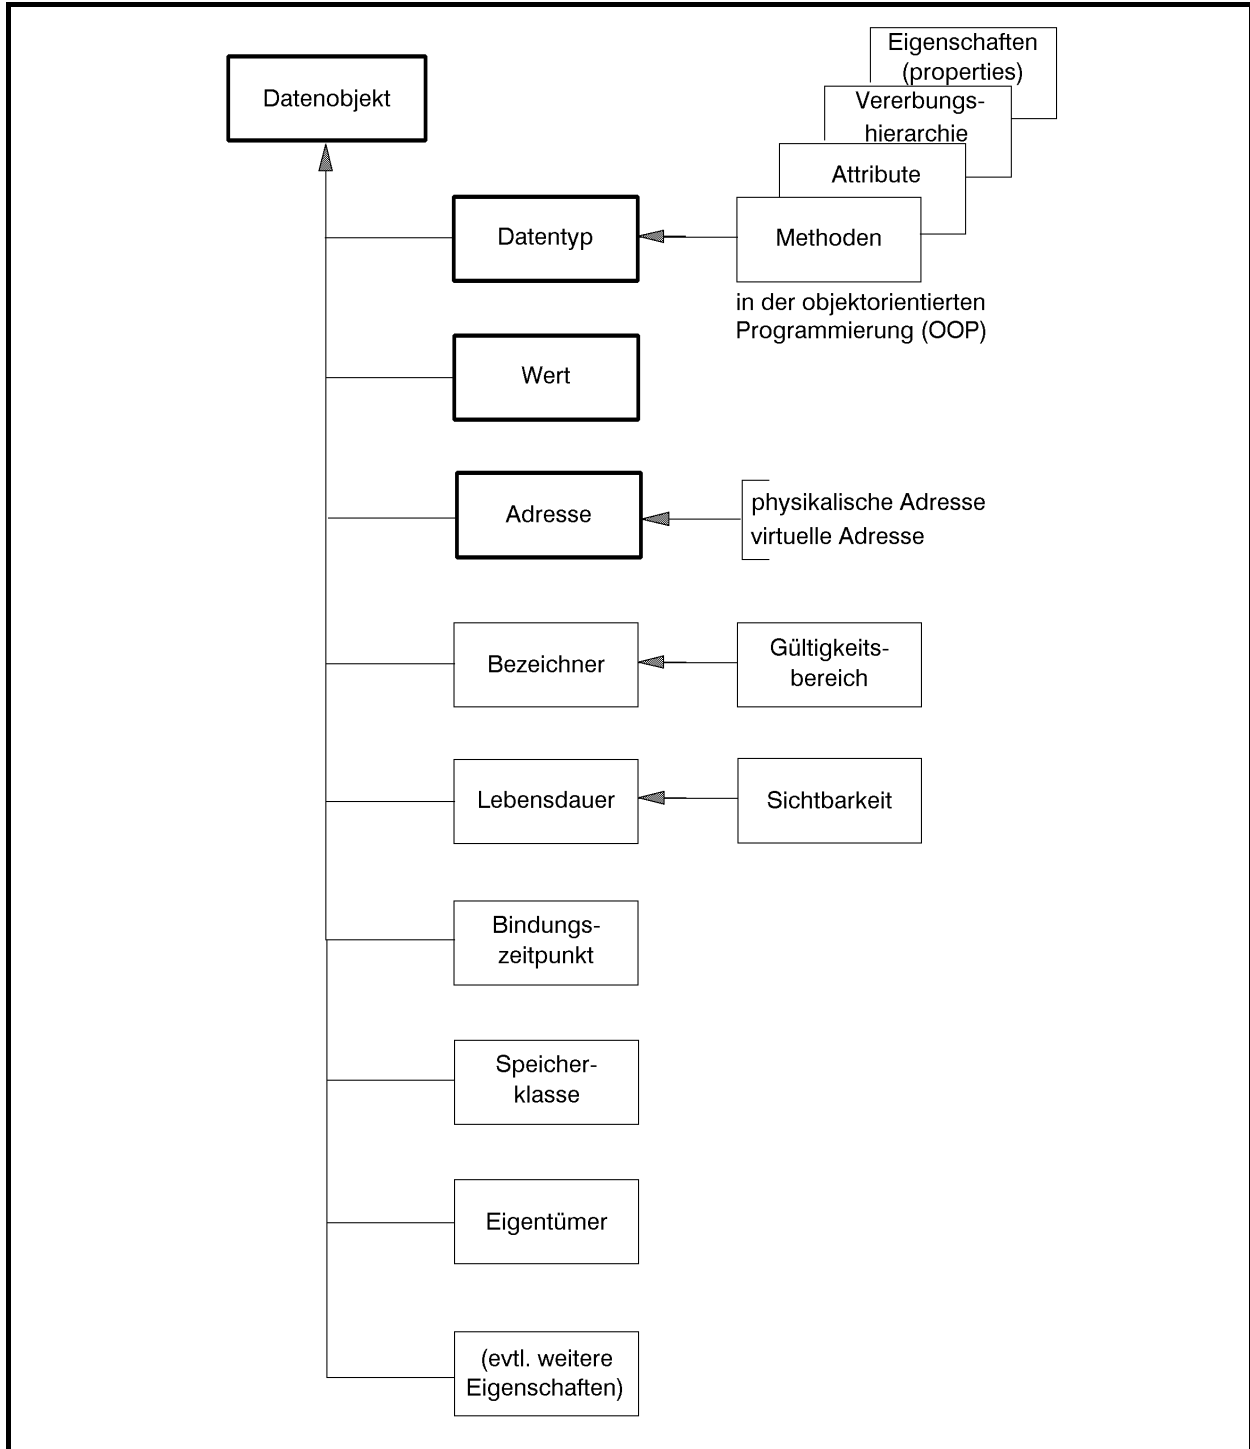 Eigenschaften
(properties)
Datenobjekt
Vererbungs-
hierarchie
Attribute
Datentyp
Methoden
in der objektorientierten
Programmierung (OOP)
Wert
Adresse
physikalische Adresse
virtuelle Adresse
Bezeichner
Gültigkeits-
bereich
Lebensdauer
Sichtbarkeit
Bindungs-
zeitpunkt
Speicher-
klasse
Eigentümer
(evtl. weitere
Eigenschaften)